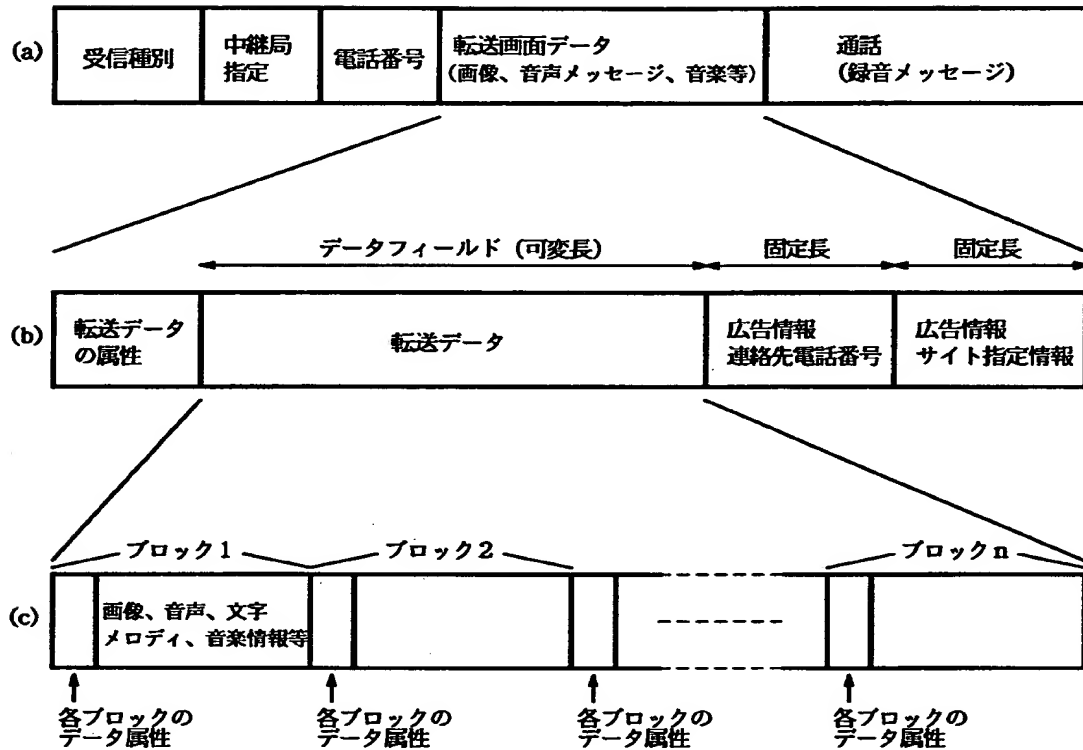 (a)
受信種別
中継局
指定
電話番号
転送画面データ
(画像、音声メッセージ、音楽等)
通話
(録音メッセージ)
データフィールド (可変長)
固定長
固定長
(b)
転送データ
の属性
転送データ
広告情報
連絡先電話番号
広告情報
サイト指定情報
ブロック1
ブロック2
ブロックn
(c)
画像、音声、文字
メロディ、音楽情報等
各ブロックの
データ属性
各ブロックの
データ属性
各ブロックの
データ属性
各ブロックの
データ属性